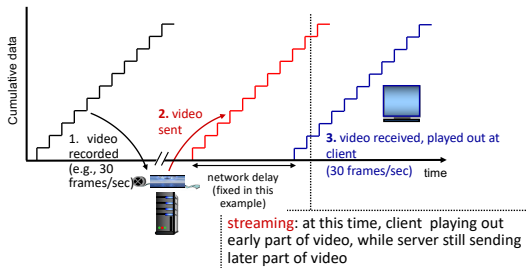 Cumulative data
1. video
recorded
(e.g., 30
frames/sec)
2. video
sent
network delay
(fixed in this
example)
3. video received, played out at
client
(30 frames/sec)
time
streaming: at this time, client playing out
early part of video, while server still sending
later part of video